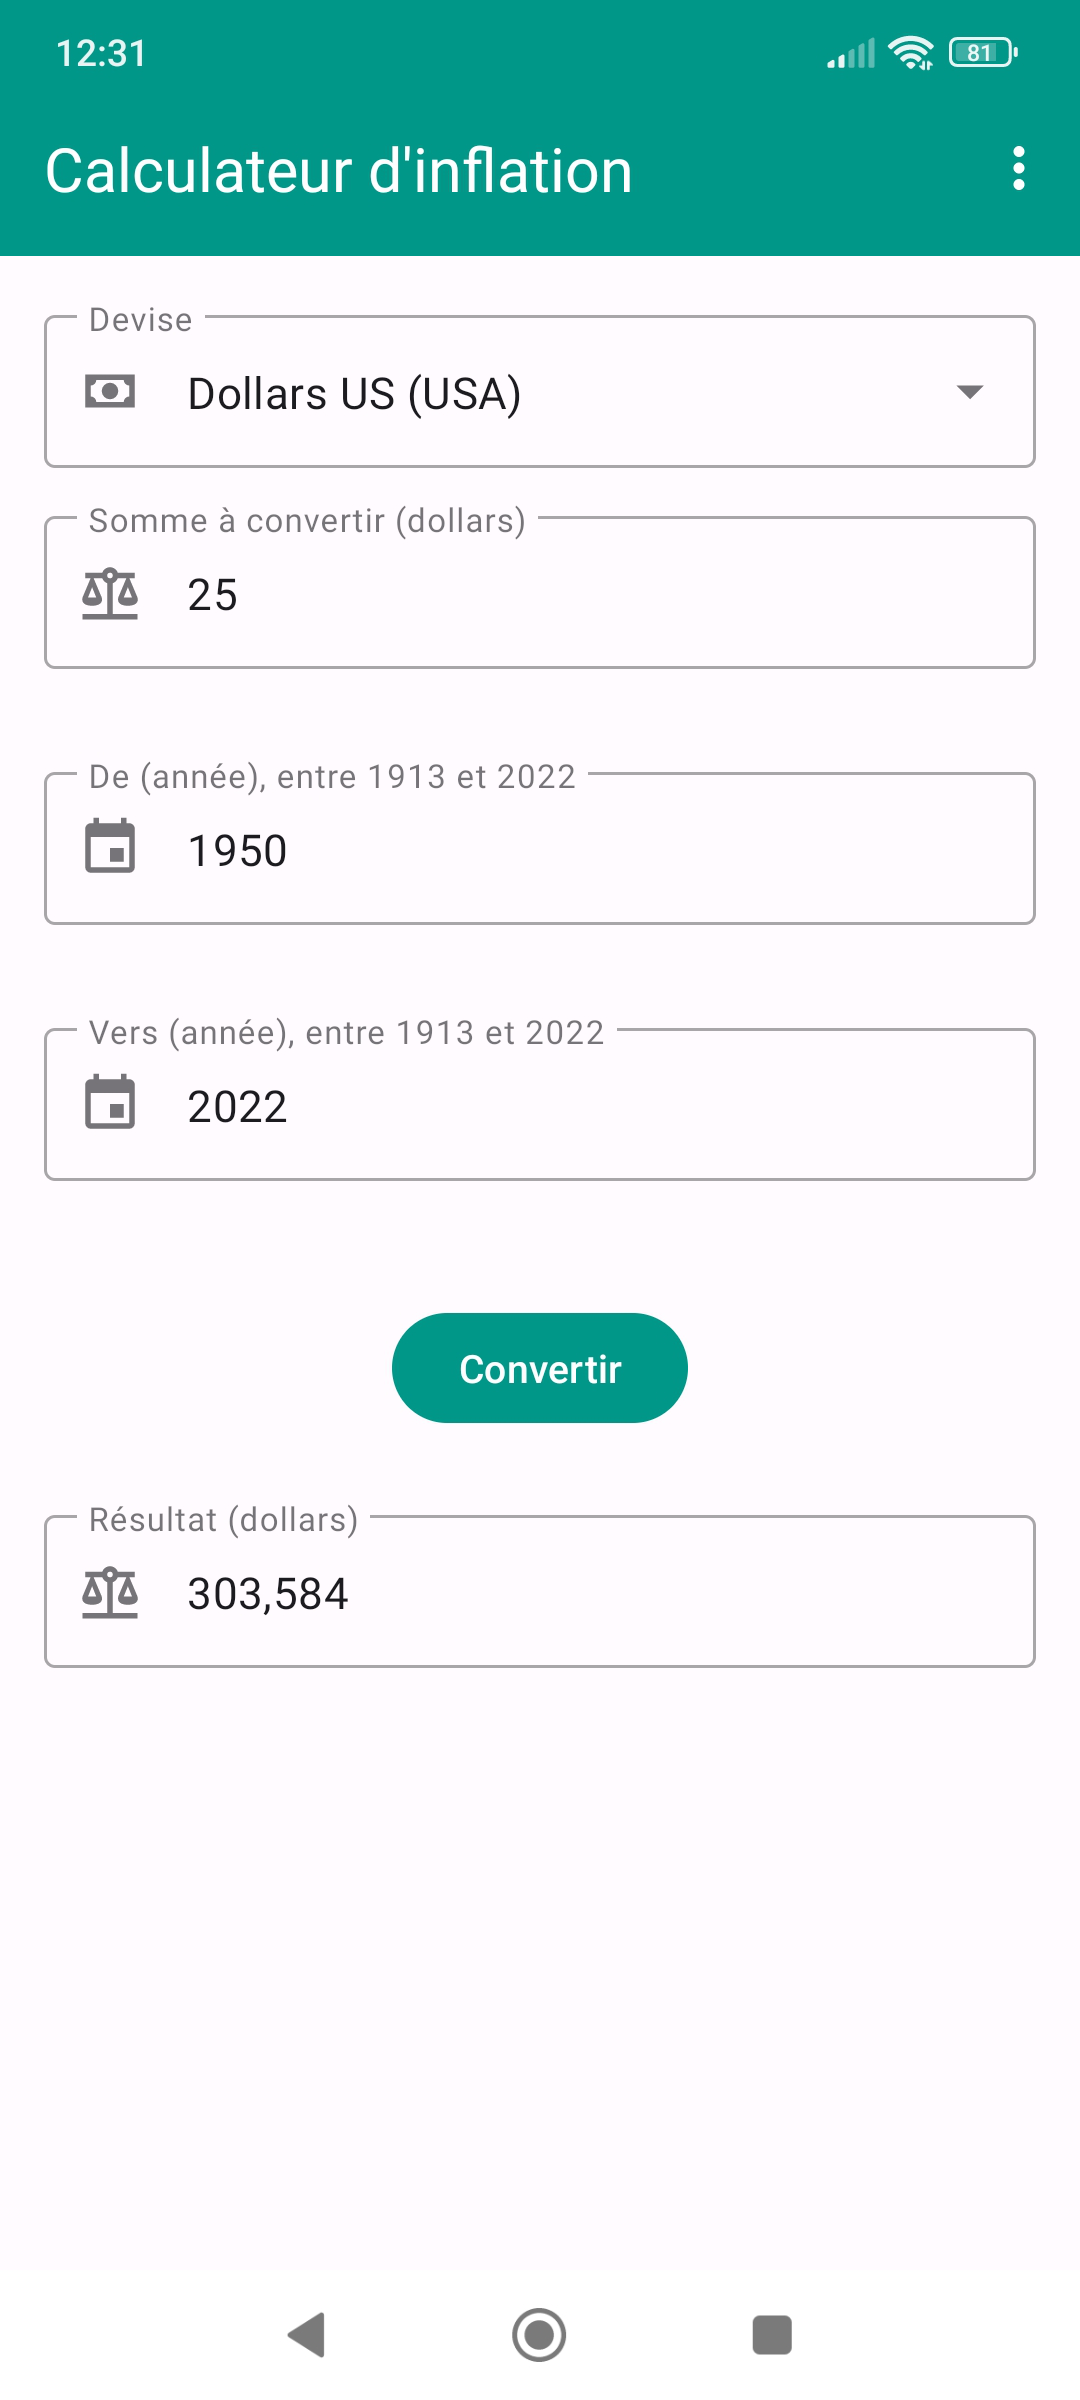 12:31
81
Calculateur d'inflation
Devise
Dollars US (USA)
Somme à convertir (dollars)
25
De (année), entre 1913 et 2022
1950
Vers (année), entre 1913 et 2022
2022
Convertir
Résultat (dollars)
303,584